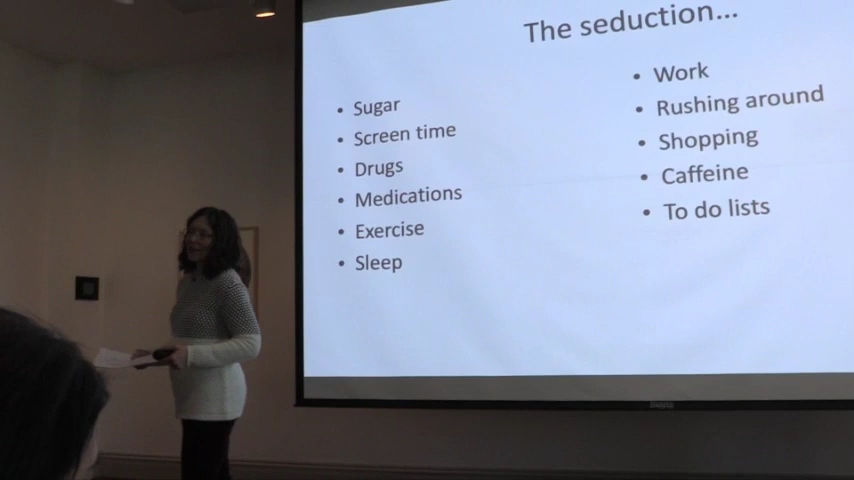 The seduction...
• Sugar
• Screen time
• Drugs
• Medications
• Exercise
• Sleep
• Work
• Rushing around
• Shopping
• Caffeine
• To do lists